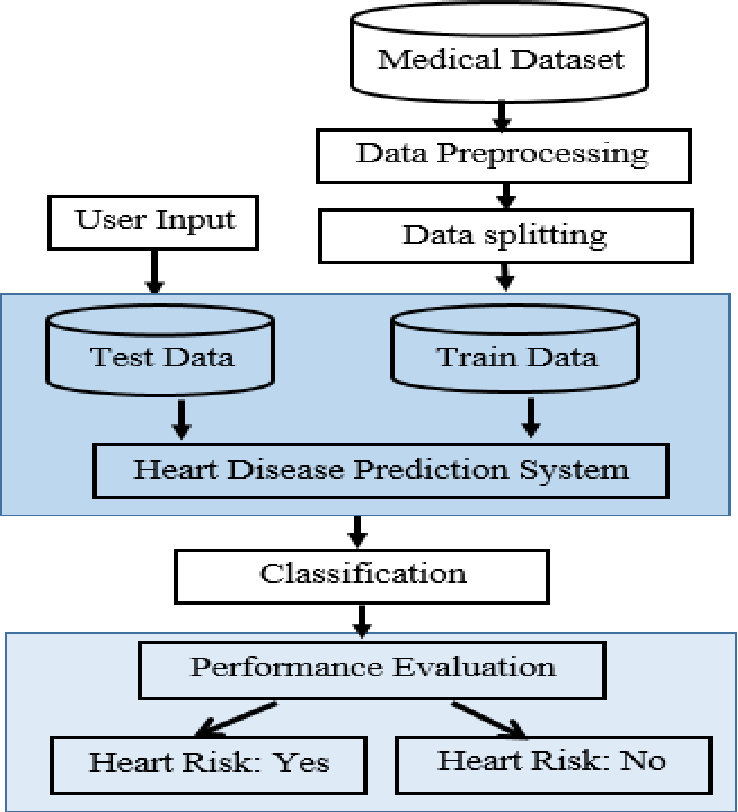 Medical Dataset
Data Preprocessing
User Input
Data splitting
Test Data
Train Data
Heart Disease Prediction System
Classification
Performance Evaluation
Heart Risk: Yes
Heart Risk: No